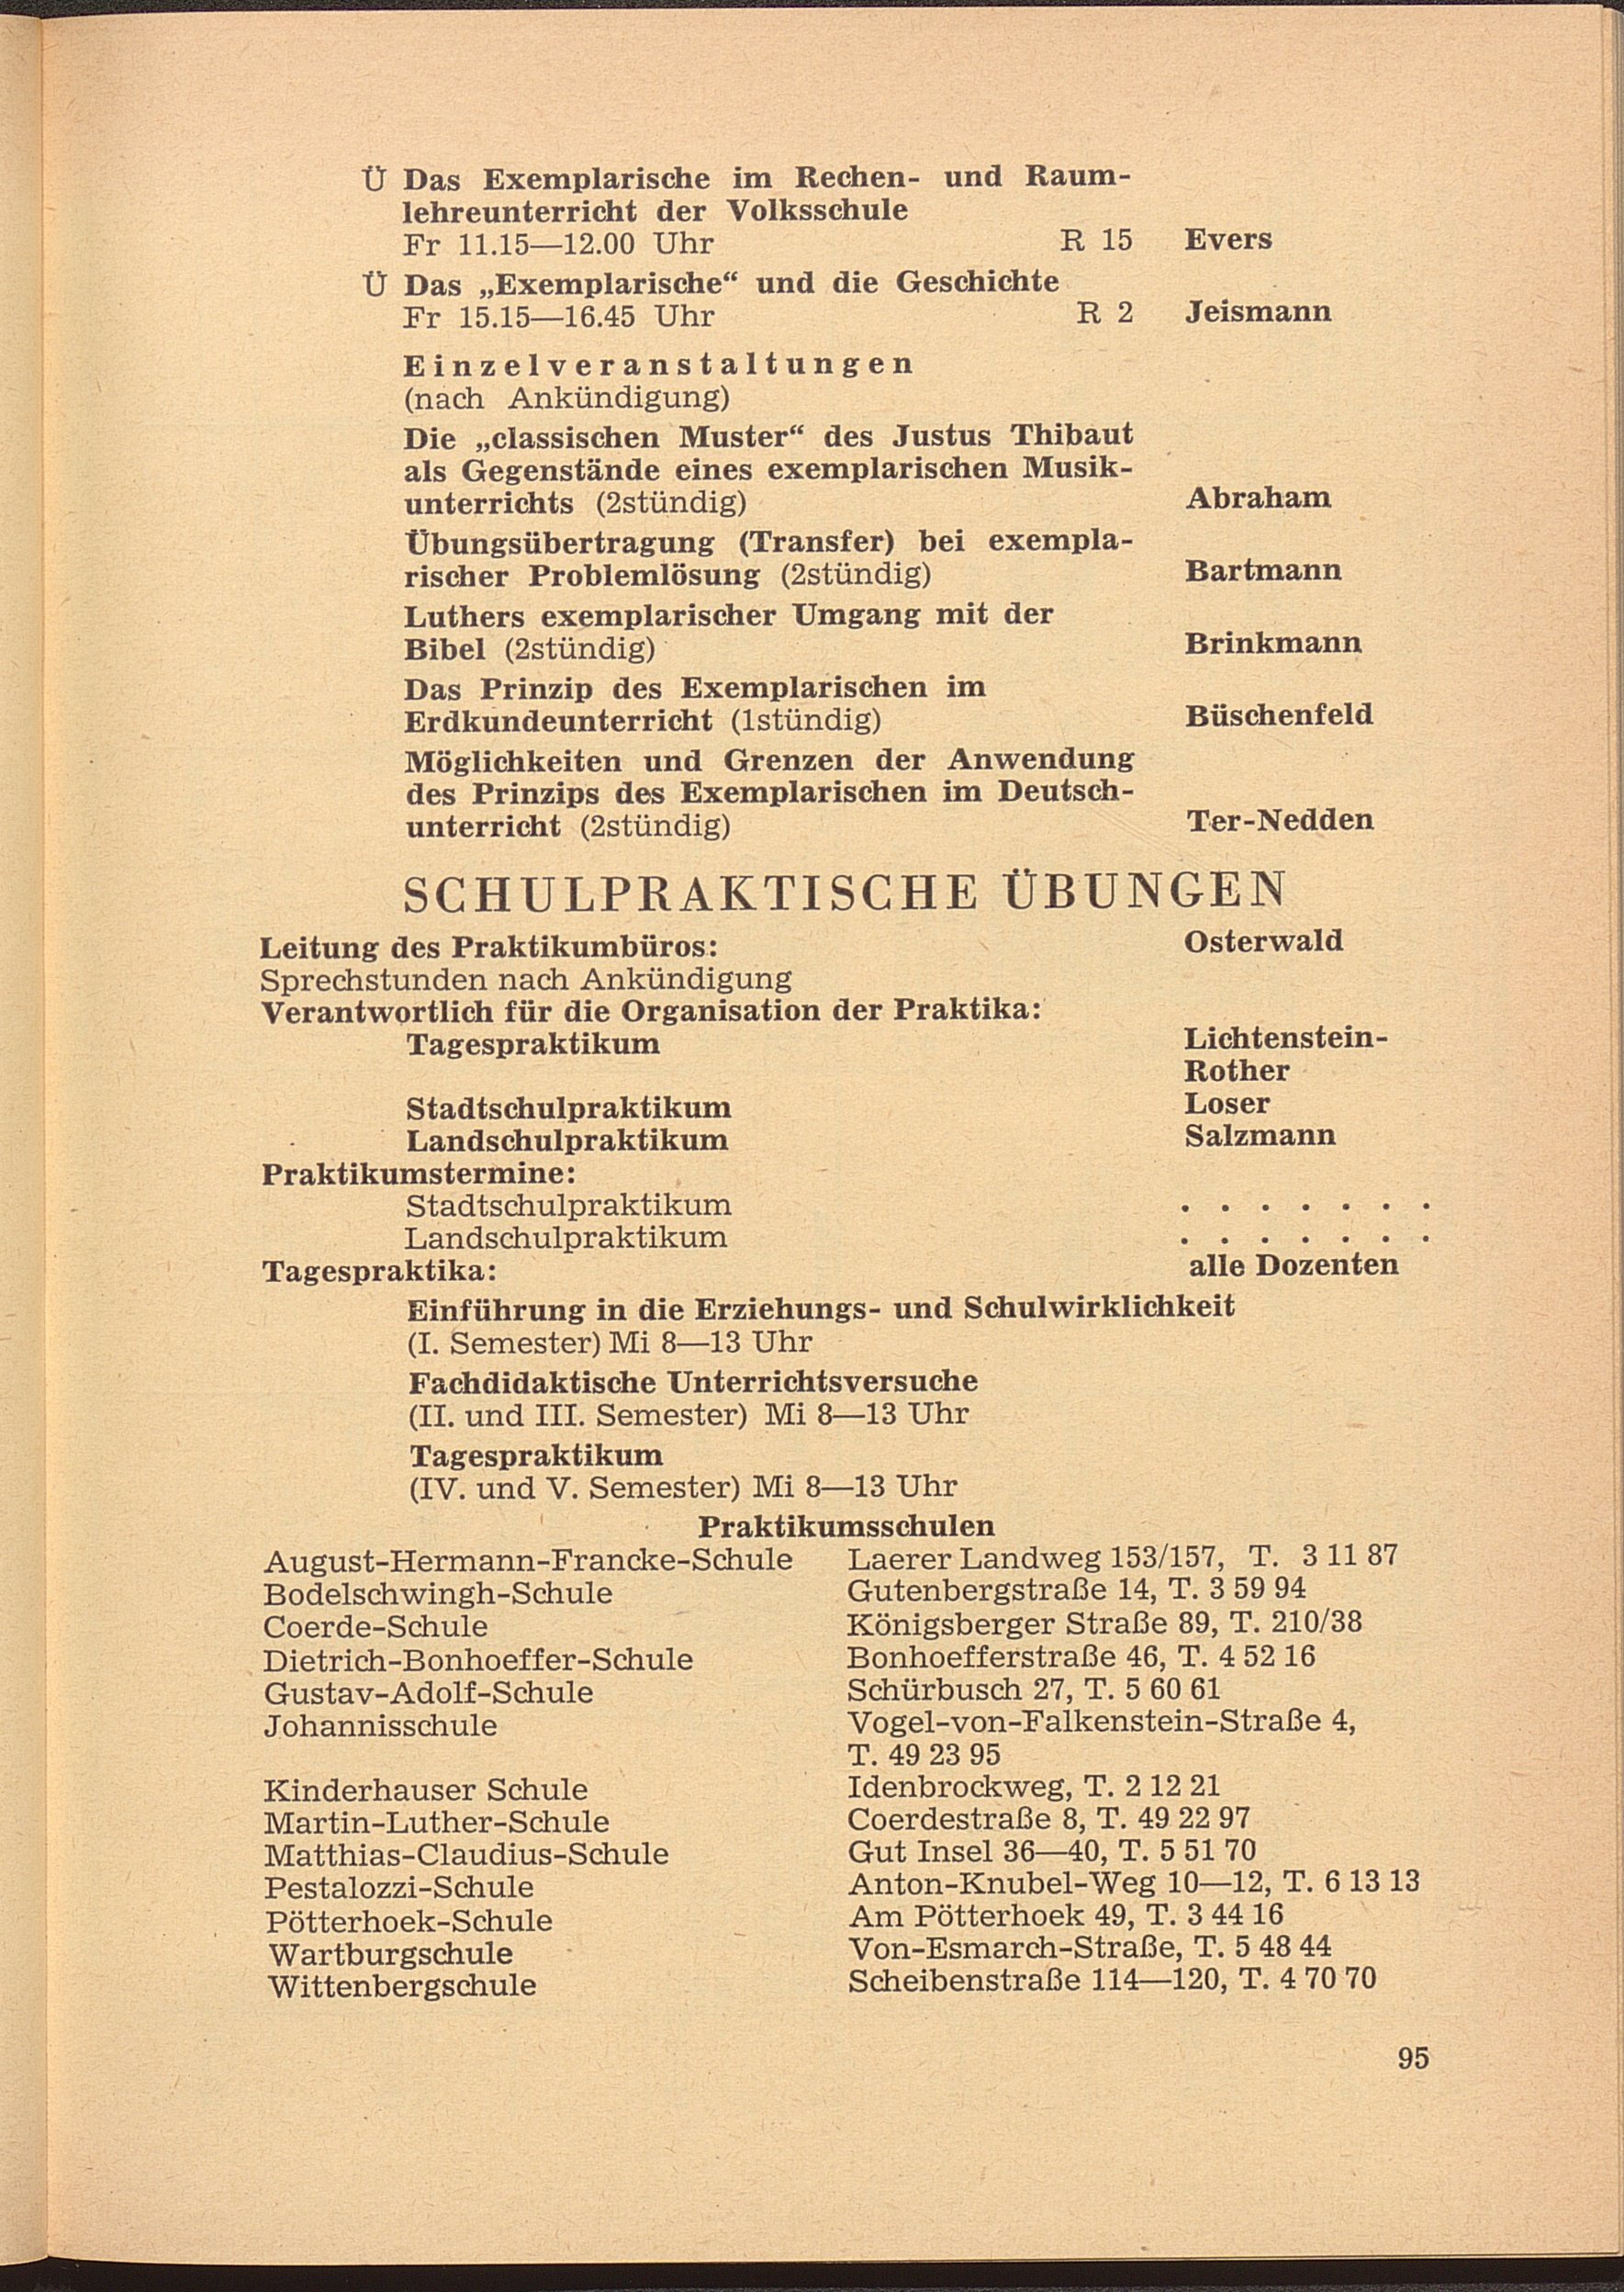 Ü Das Exemplarische im Rechen- und Raum-
lehreunterricht der Volksschule
Fr 11.15—12.00 Uhr R 15 Evers
Ü Das „Exemplarische“ und die Geschichte
Fr 15.15—16.45 Uhr R 2 Jeismann
Einzelveranstaltungen
(nach Ankündigung)
Die „classischen Muster“ des Justus Thibaut
als Gegenstände eines exemplarischen Musik-
unterrichts (2stündig) Abraham
Übungsübertragung (Transfer) bei exempla-
rischer Problemlösung (2stündig) Bartmann
Luthers exemplarischer Umgang mit der
Bibel (2stündig) Brinkmann
Das Prinzip des Exemplarischen im
Erdkundeunterricht (1stündig) Büschenfeld
Möglichkeiten und Grenzen der Anwendung
des Prinzips des Exemplarischen im Deutsch-
unterricht (2stündig) Ter-Nedden
SCHULPRAKTISCHE ÜBUNGEN
Leitung des Praktikumbüros: Osterwald
Sprechstunden nach Ankündigung
Verantwortlich für die Organisation der Praktika:
Tagespraktikum Lichtenstein-
Rother
Stadtschulpraktikum Loser
Landschulpraktikum Salzmann
Praktikumstermine:
Stadtschulpraktikum . . . . . . .
Landschulpraktikum . . . . . . .
Tagespraktika: alle Dozenten
Einführung in die Erziehungs- und Schulwirklichkeit
(I. Semester) Mi 8—13 Uhr
Fachdidaktische Unterrichtsversuche
(II. und III. Semester) Mi 8—13 Uhr
Tagespraktikum
(IV. und V. Semester) Mi 8—13 Uhr
Praktikumsschulen
August-Hermann-Francke-Schule Laerer Landweg 153/157, T. 3 11 87
Bodelschwingh-Schule Gutenbergstraße 14, T. 3 59 94
Coerde-Schule Königsberger Straße 89, T. 210/38
Dietrich-Bonhoeffer-Schule Bonhoefferstraße 46, T. 4 52 16
Gustav-Adolf-Schule Schürbusch 27, T. 5 60 61
Johannisschule Vogel-von-Falkenstein-Straße 4,
T. 49 23 95
Kinderhauser Schule Idenbrockweg, T. 2 12 21
Martin-Luther-Schule Coerdestraße 8, T. 49 22 97
Matthias-Claudius-Schule Gut Insel 36—40, T. 5 51 70
Pestalozzi-Schule Anton-Knubel-Weg 10—12, T. 6 13 13
Pötterhoek-Schule Am Pötterhoek 49, T. 3 44 16
Wartburgschule Von-Esmarch-Straße, T. 5 48 44
Wittenbergschule Scheibenstraße 114—120, T. 4 70 70
95